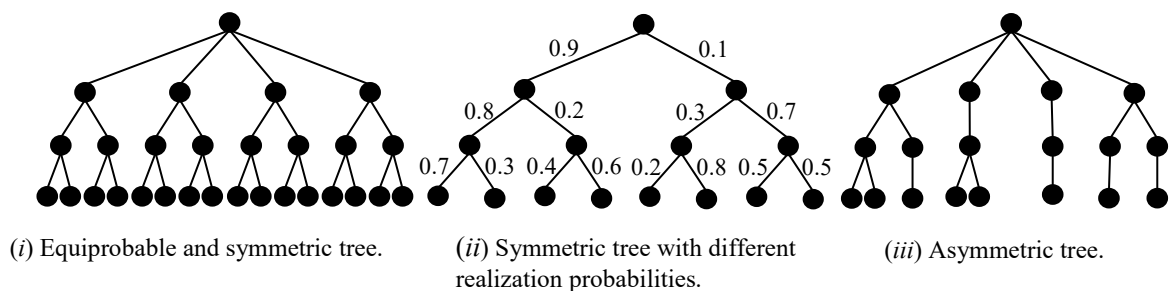 0.9 0.1
0.8 0.2 0.3 0.7
0.7 0.3 0.4 0.6 0.2 0.8 0.5 0.5
(i) Equiprobable and symmetric tree.
(ii) Symmetric tree with different
realization probabilities.
(iii) Asymmetric tree.